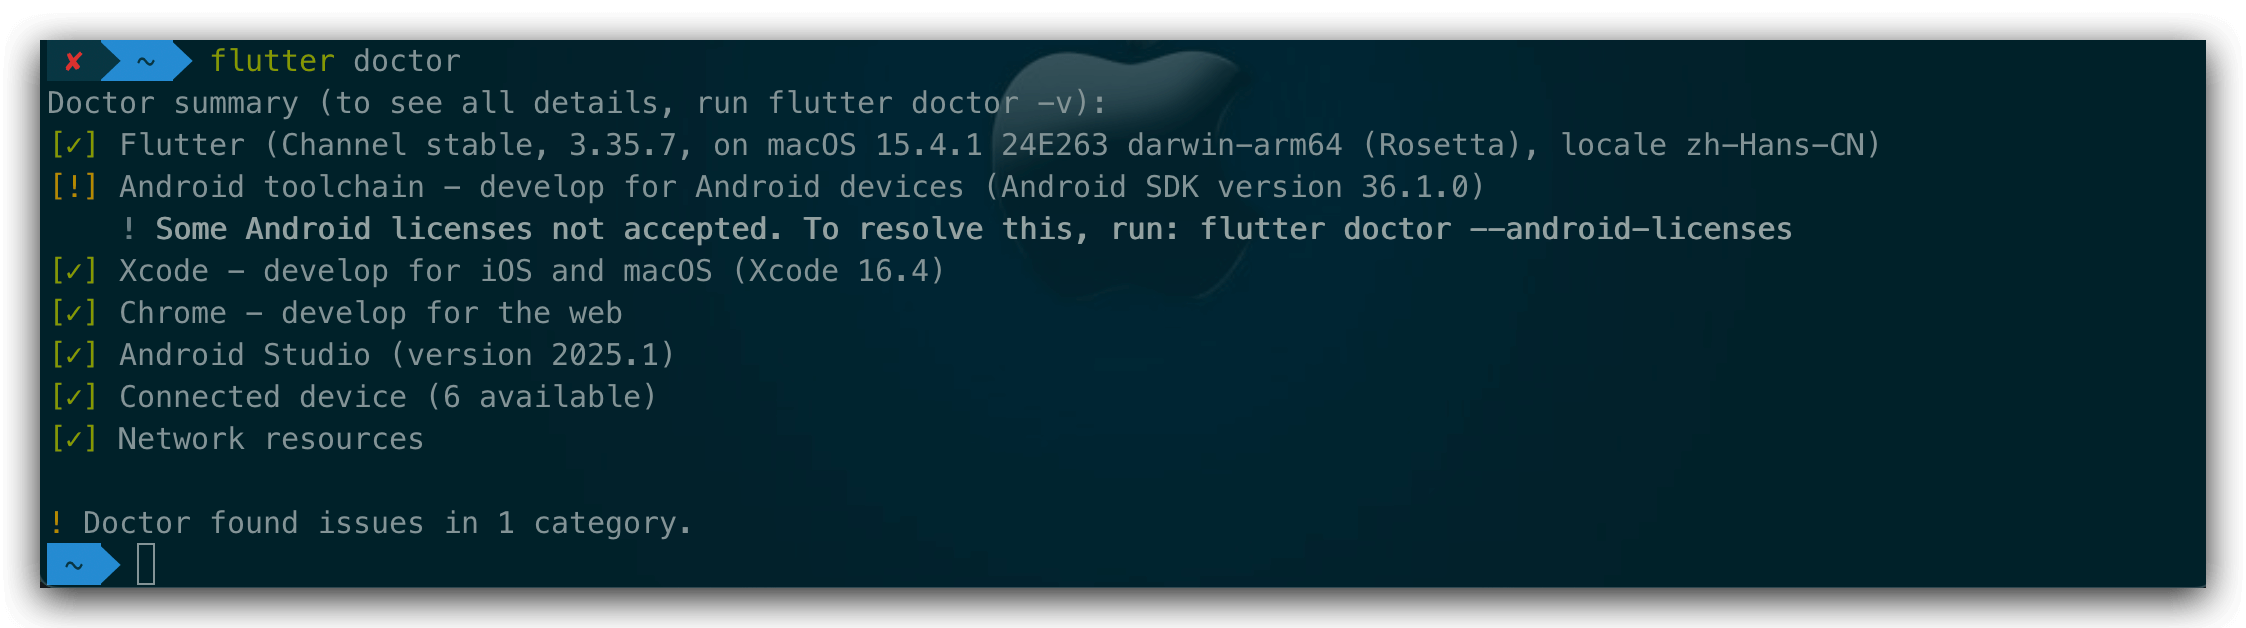 ✘ ~ flutter doctor
Doctor summary (to see all details, run flutter doctor -v):
[✓] Flutter (Channel stable, 3.35.7, on macOS 15.4.1 24E263 darwin-arm64 (Rosetta), locale zh-Hans-CN)
[!] Android toolchain - develop for Android devices (Android SDK version 36.1.0)
! Some Android licenses not accepted. To resolve this, run: flutter doctor --android-licenses
[✓] Xcode - develop for iOS and macOS (Xcode 16.4)
[✓] Chrome - develop for the web
[✓] Android Studio (version 2025.1)
[✓] Connected device (6 available)
[✓] Network resources
! Doctor found issues in 1 category.
~